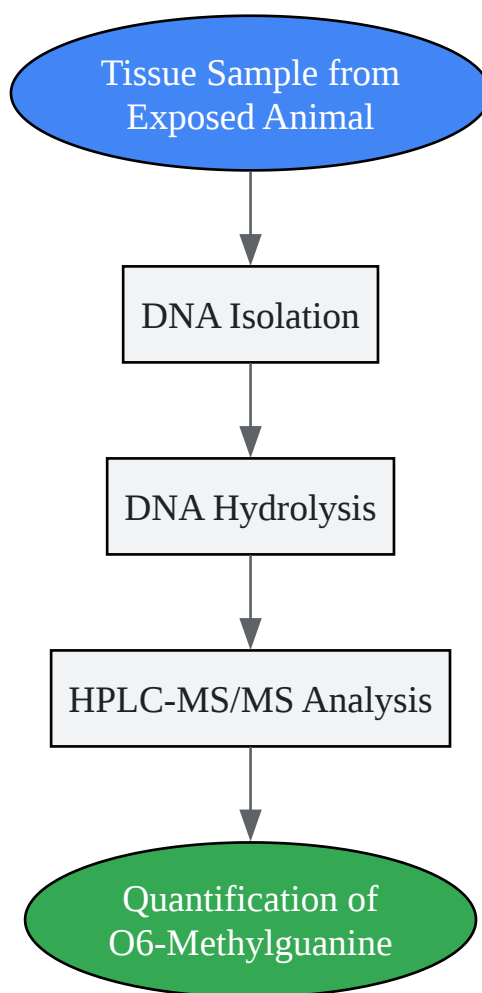 Tissue Sample from
Exposed Animal
DNA Isolation
DNA Hydrolysis
HPLC-MS/MS Analysis
Quantification of
O6-Methylguanine